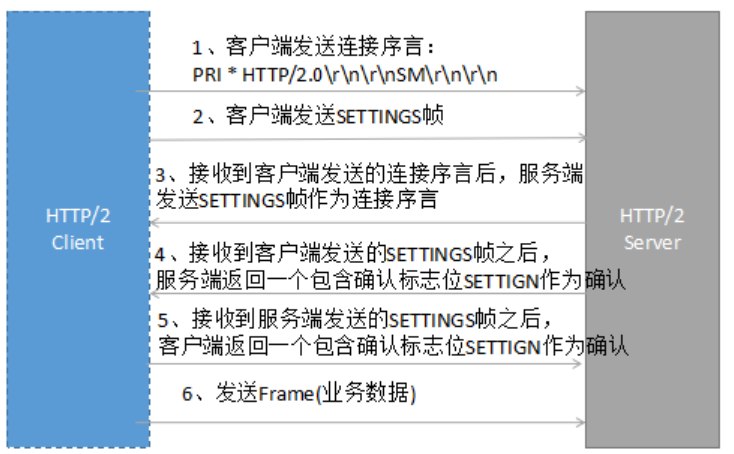 1、客户端发送连接序言：
PRI * HTTP/2.0\r\n\r\nSM\r\n\r\n
2、客户端发送SETTINGS帧
3、接收到客户端发送的连接序言后，服务端
发送SETTINGS帧作为连接序言
HTTP/2
Client
HTTP/2
Server
4、接收到客户端发送的SETTINGS帧之后，
服务端返回一个包含确认标志位SETTIGN作为确认
5、接收到服务端发送的SETTINGS帧之后，
客户端返回一个包含确认标志位SETTIGN作为确认
6、发送Frame(业务数据)